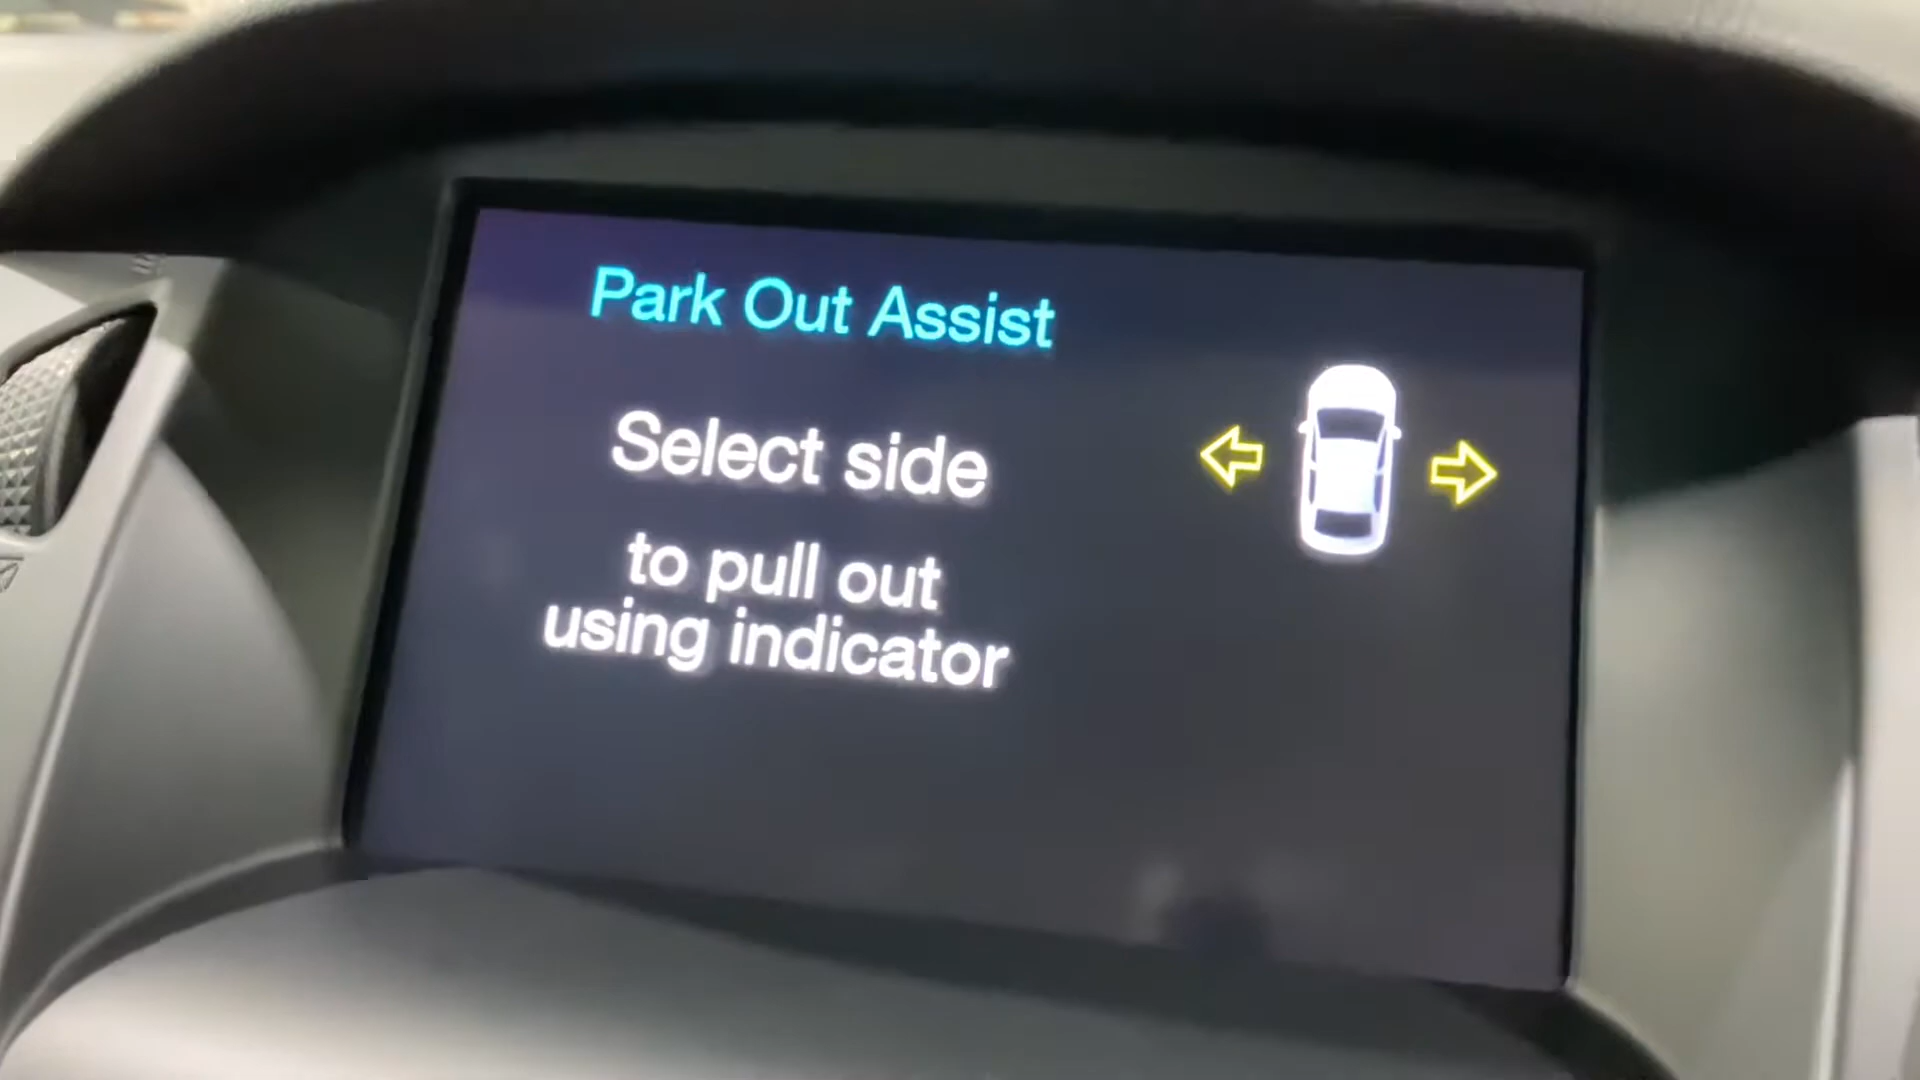 Park Out Assist
Select side
to pull out
using indicator